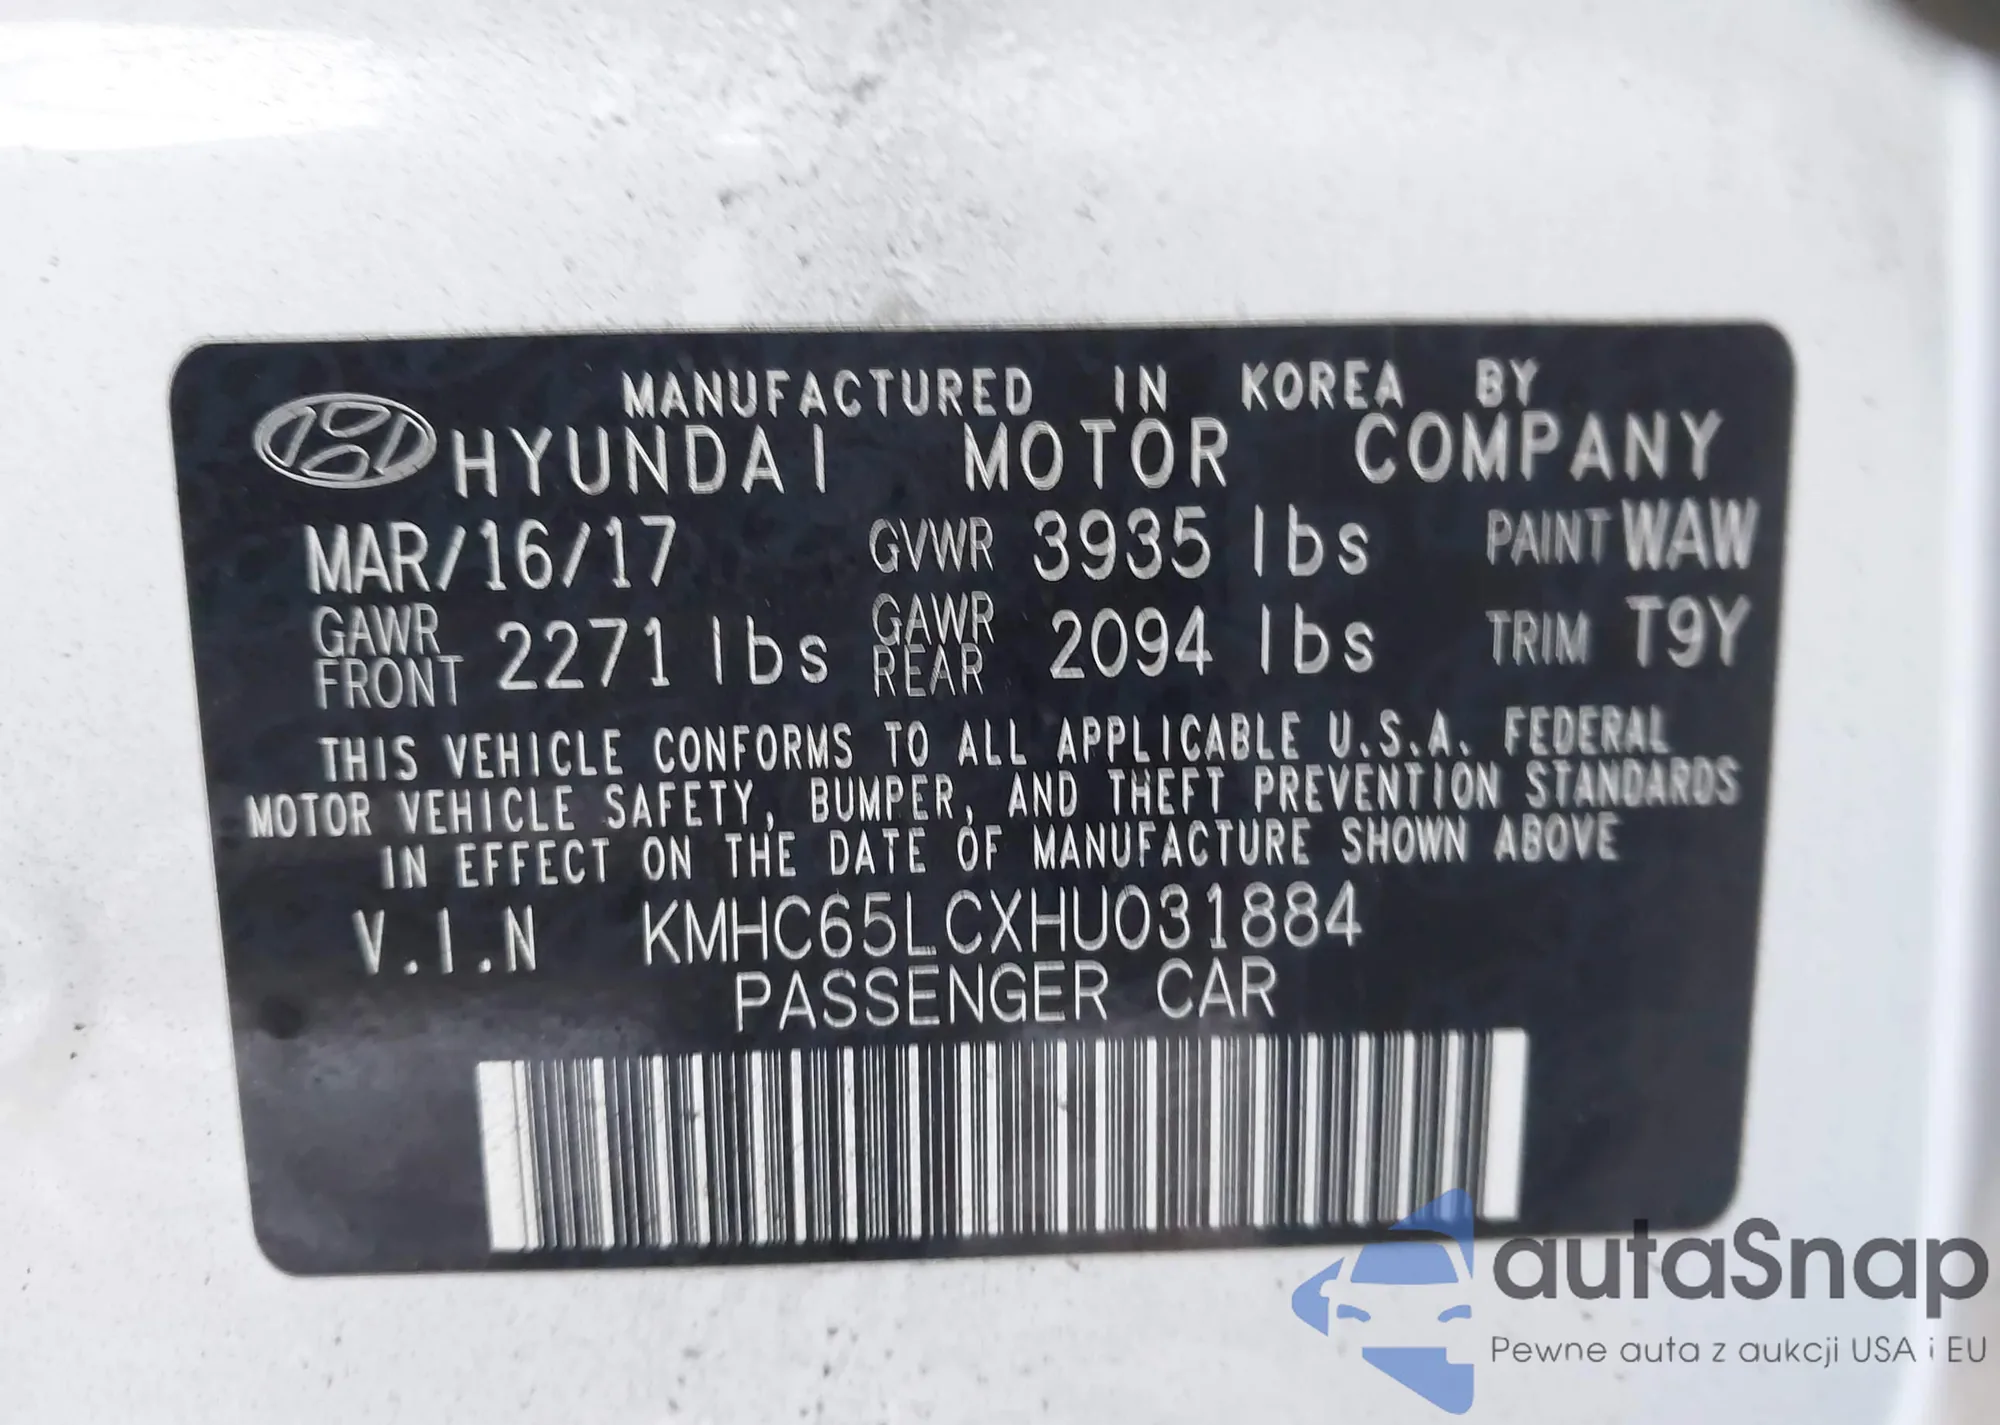 MANUFACTURED IN KOREA BY
HYUNDAI MOTOR COMPANY
MAR/16/17 GVWR 3935 lbs PAINT WAW
GAWR FRONT 2271 lbs GAWR REAR 2094 lbs TRIM T9Y
THIS VEHICLE CONFORMS TO ALL APPLICABLE U.S.A. FEDERAL
MOTOR VEHICLE SAFETY, BUMPER, AND THEFT PREVENTION STANDARDS
IN EFFECT ON THE DATE OF MANUFACTURE SHOWN ABOVE
V.I.N KMHC65LCXHU031884
PASSENGER CAR
autaSnap
Pewne auta z aukcji USA i EU